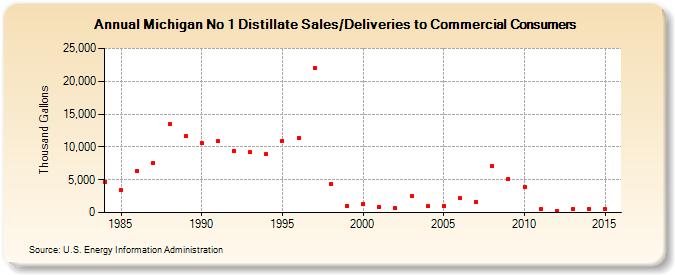 Annual Michigan No 1 Distillate Sales/Deliveries to Commercial Consumers
Thousand Gallons
25,000
20,000
15,000
10,000
5,000
0
1985 1990 1995 2000 2005 2010 2015
Source: U.S. Energy Information Administration